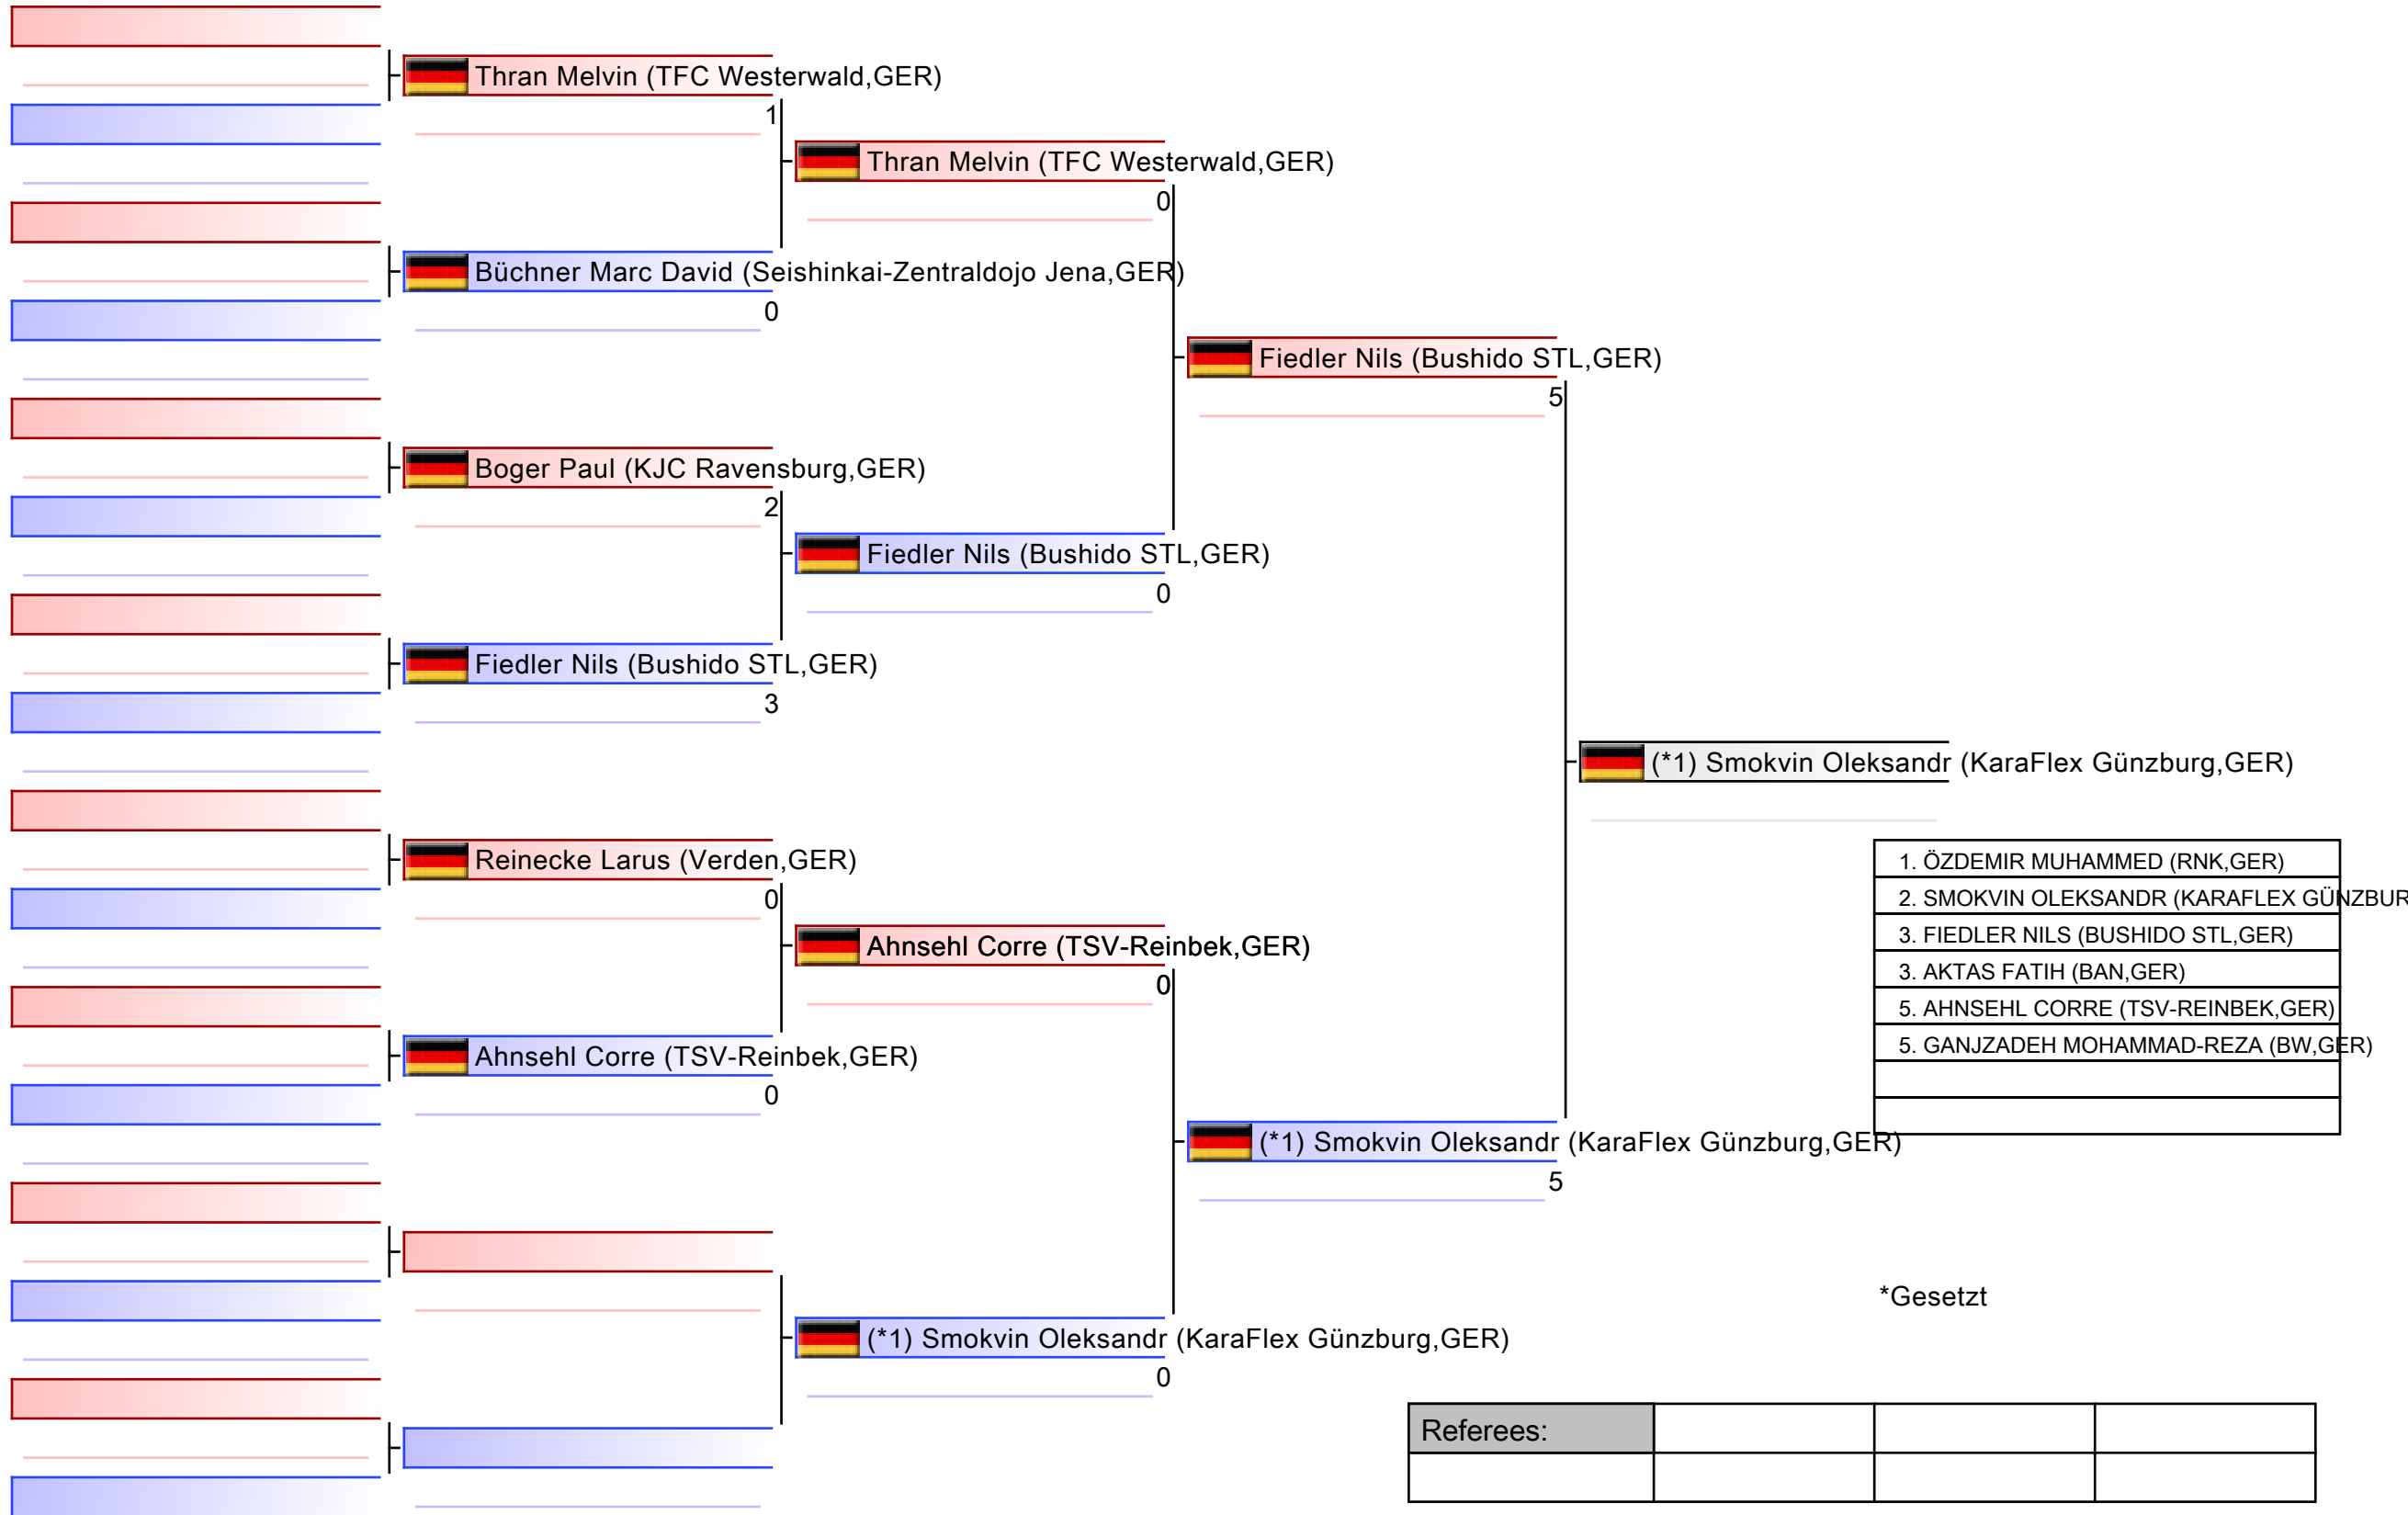 Thran Melvin (TFC Westerwald,GER)
1
Thran Melvin (TFC Westerwald,GER)
0
Büchner Marc David (Seishinkai-Zentraldojo Jena,GER)
0
Fiedler Nils (Bushido STL,GER)
5
Boger Paul (KJC Ravensburg,GER)
2
Fiedler Nils (Bushido STL,GER)
0
Fiedler Nils (Bushido STL,GER)
3
(*1) Smokvin Oleksandr (KaraFlex Günzburg,GER)
Reinecke Larus (Verden,GER)
0
Ahnsehl Corre (TSV-Reinbek,GER)
0
Ahnsehl Corre (TSV-Reinbek,GER)
0
(*1) Smokvin Oleksandr (KaraFlex Günzburg,GER)
5
(*1) Smokvin Oleksandr (KaraFlex Günzburg,GER)
0
1. ÖZDEMIR MUHAMMED (RNK,GER)
2. SMOKVIN OLEKSANDR (KARAFLEX GÜNZBUR
3. FIEDLER NILS (BUSHIDO STL,GER)
3. AKTAS FATIH (BAN,GER)
5. AHNSEHL CORRE (TSV-REINBEK,GER)
5. GANJZADEH MOHAMMAD-REZA (BW,GER)
*Gesetzt
Referees: